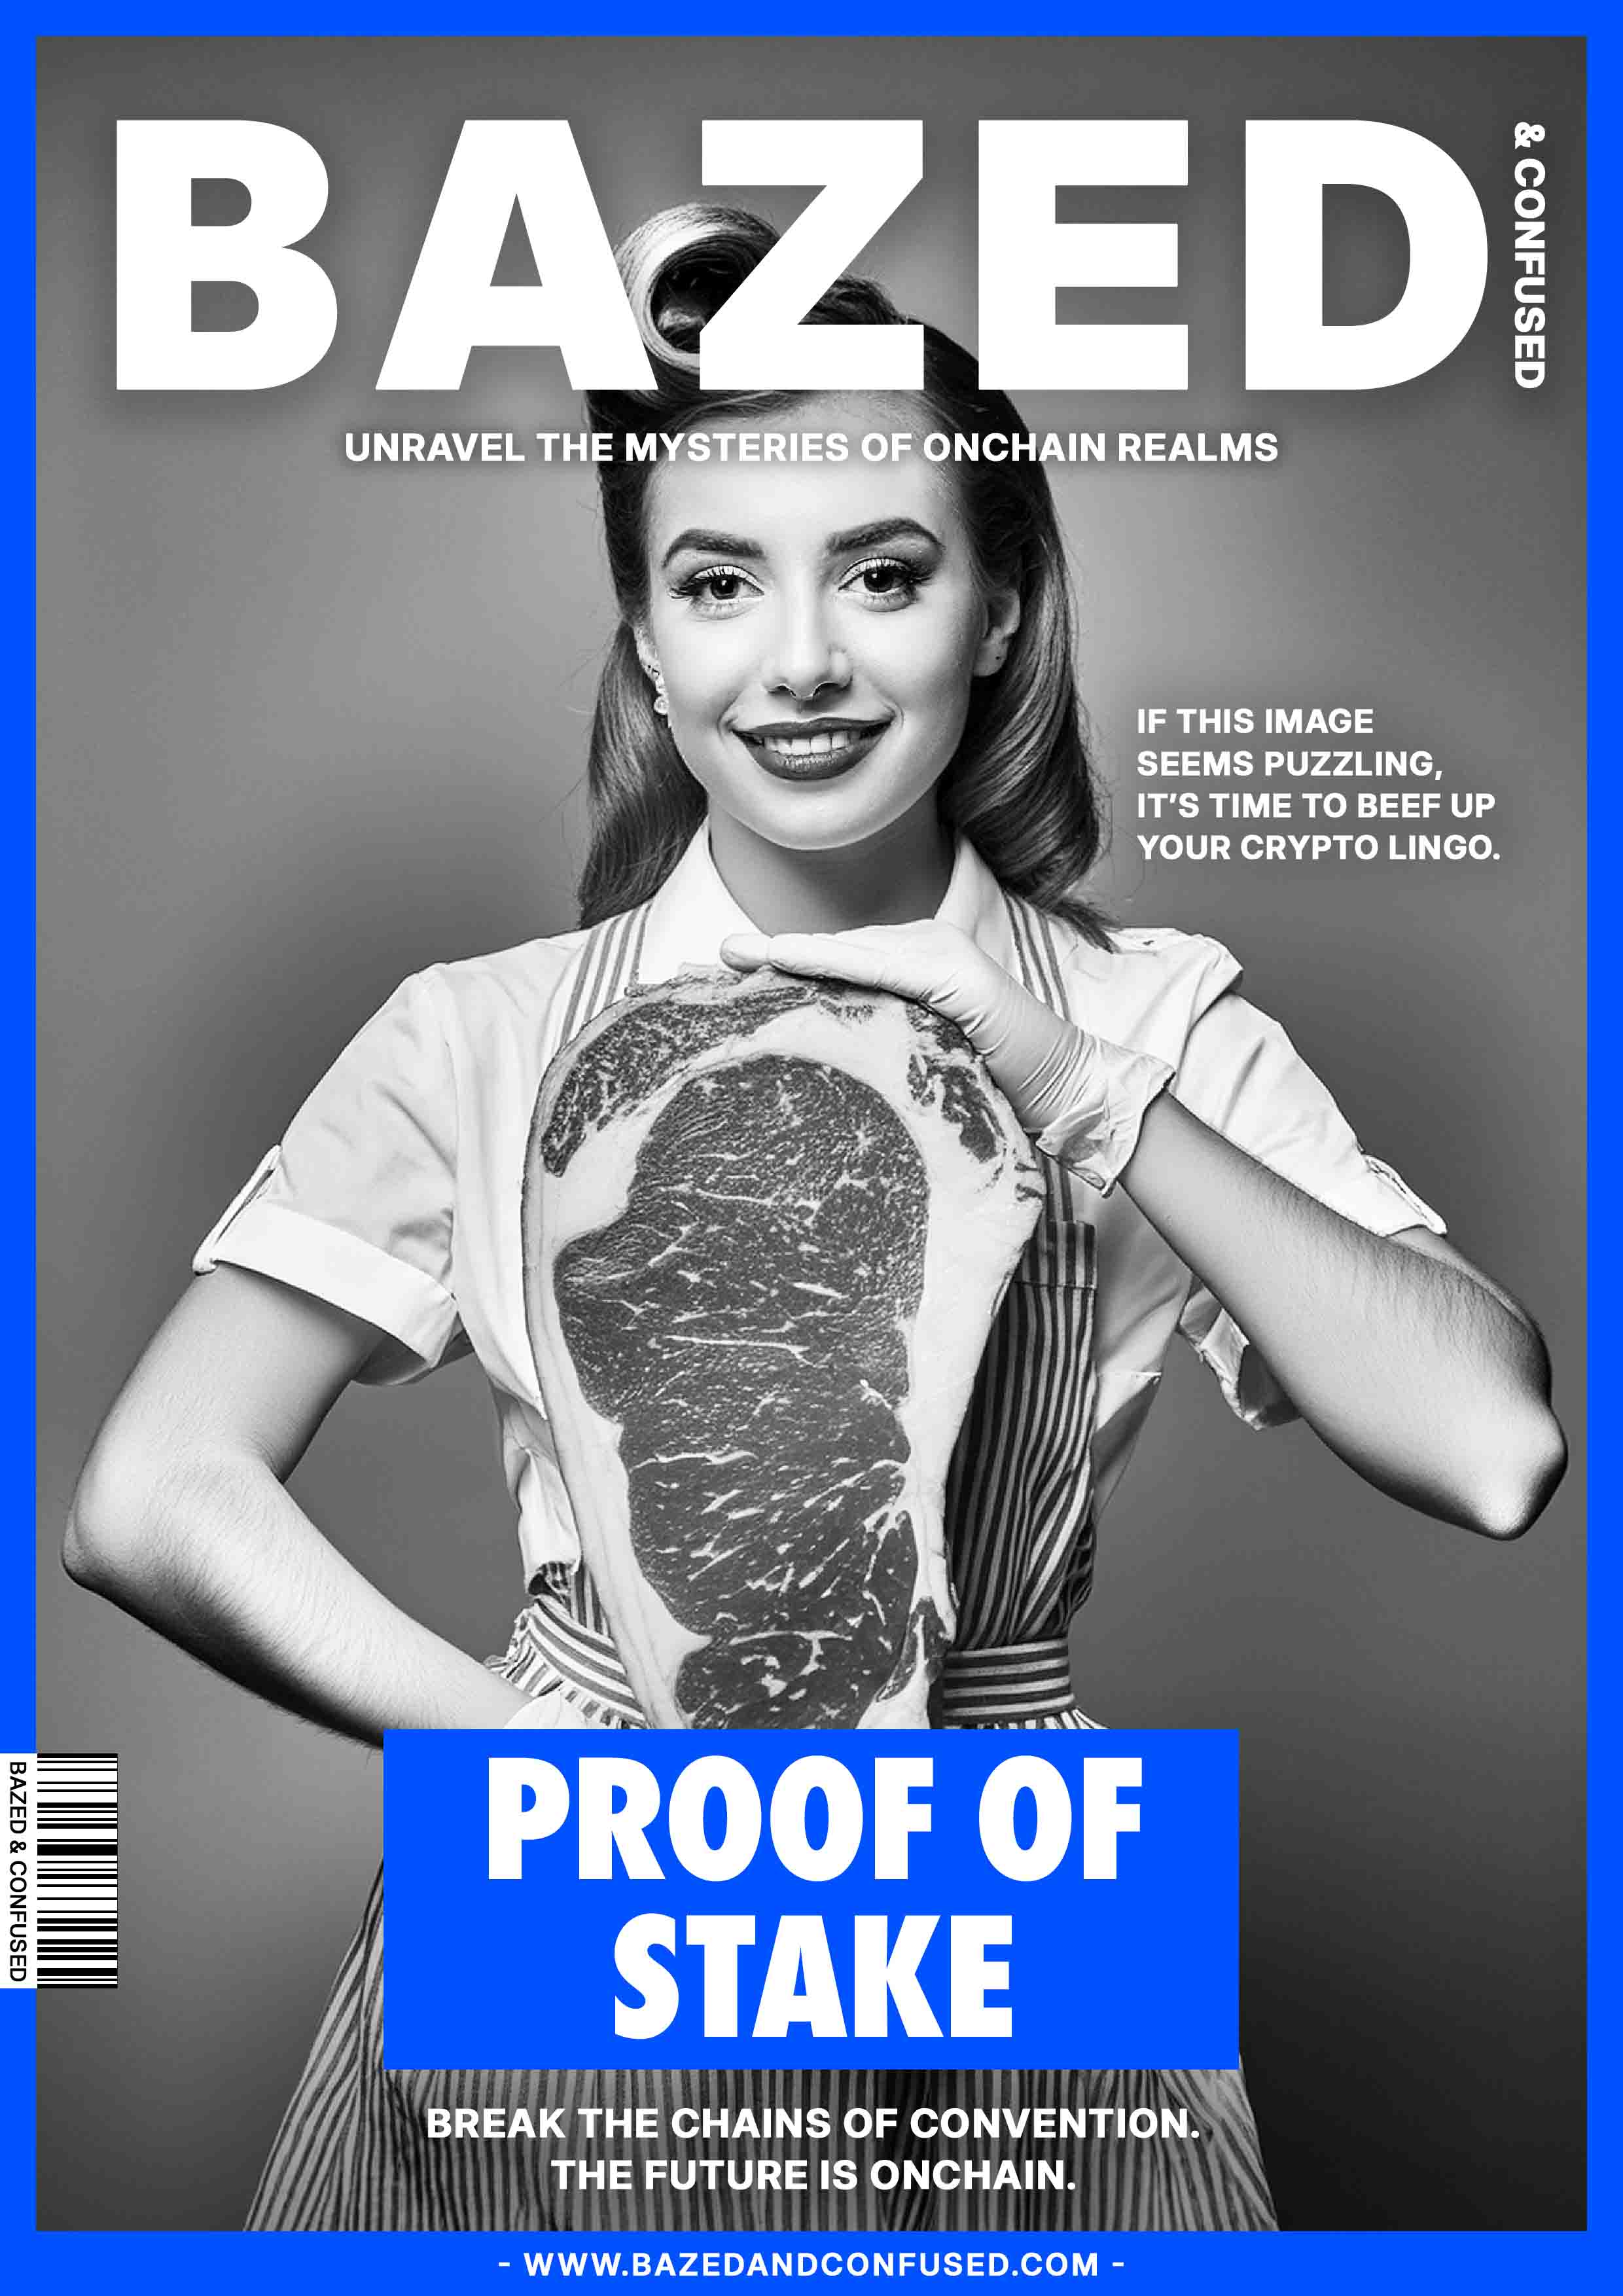 BAZED
& CONFUSED
UNRAVEL THE MYSTERIES OF ONCHAIN REALMS
IF THIS IMAGE
SEEMS PUZZLING,
IT’S TIME TO BEEF UP
YOUR CRYPTO LINGO.
BAZED & CONFUSED
PROOF OF
STAKE
BREAK THE CHAINS OF CONVENTION.
THE FUTURE IS ONCHAIN.
- WWW.BAZEDANDCONFUSED.COM -